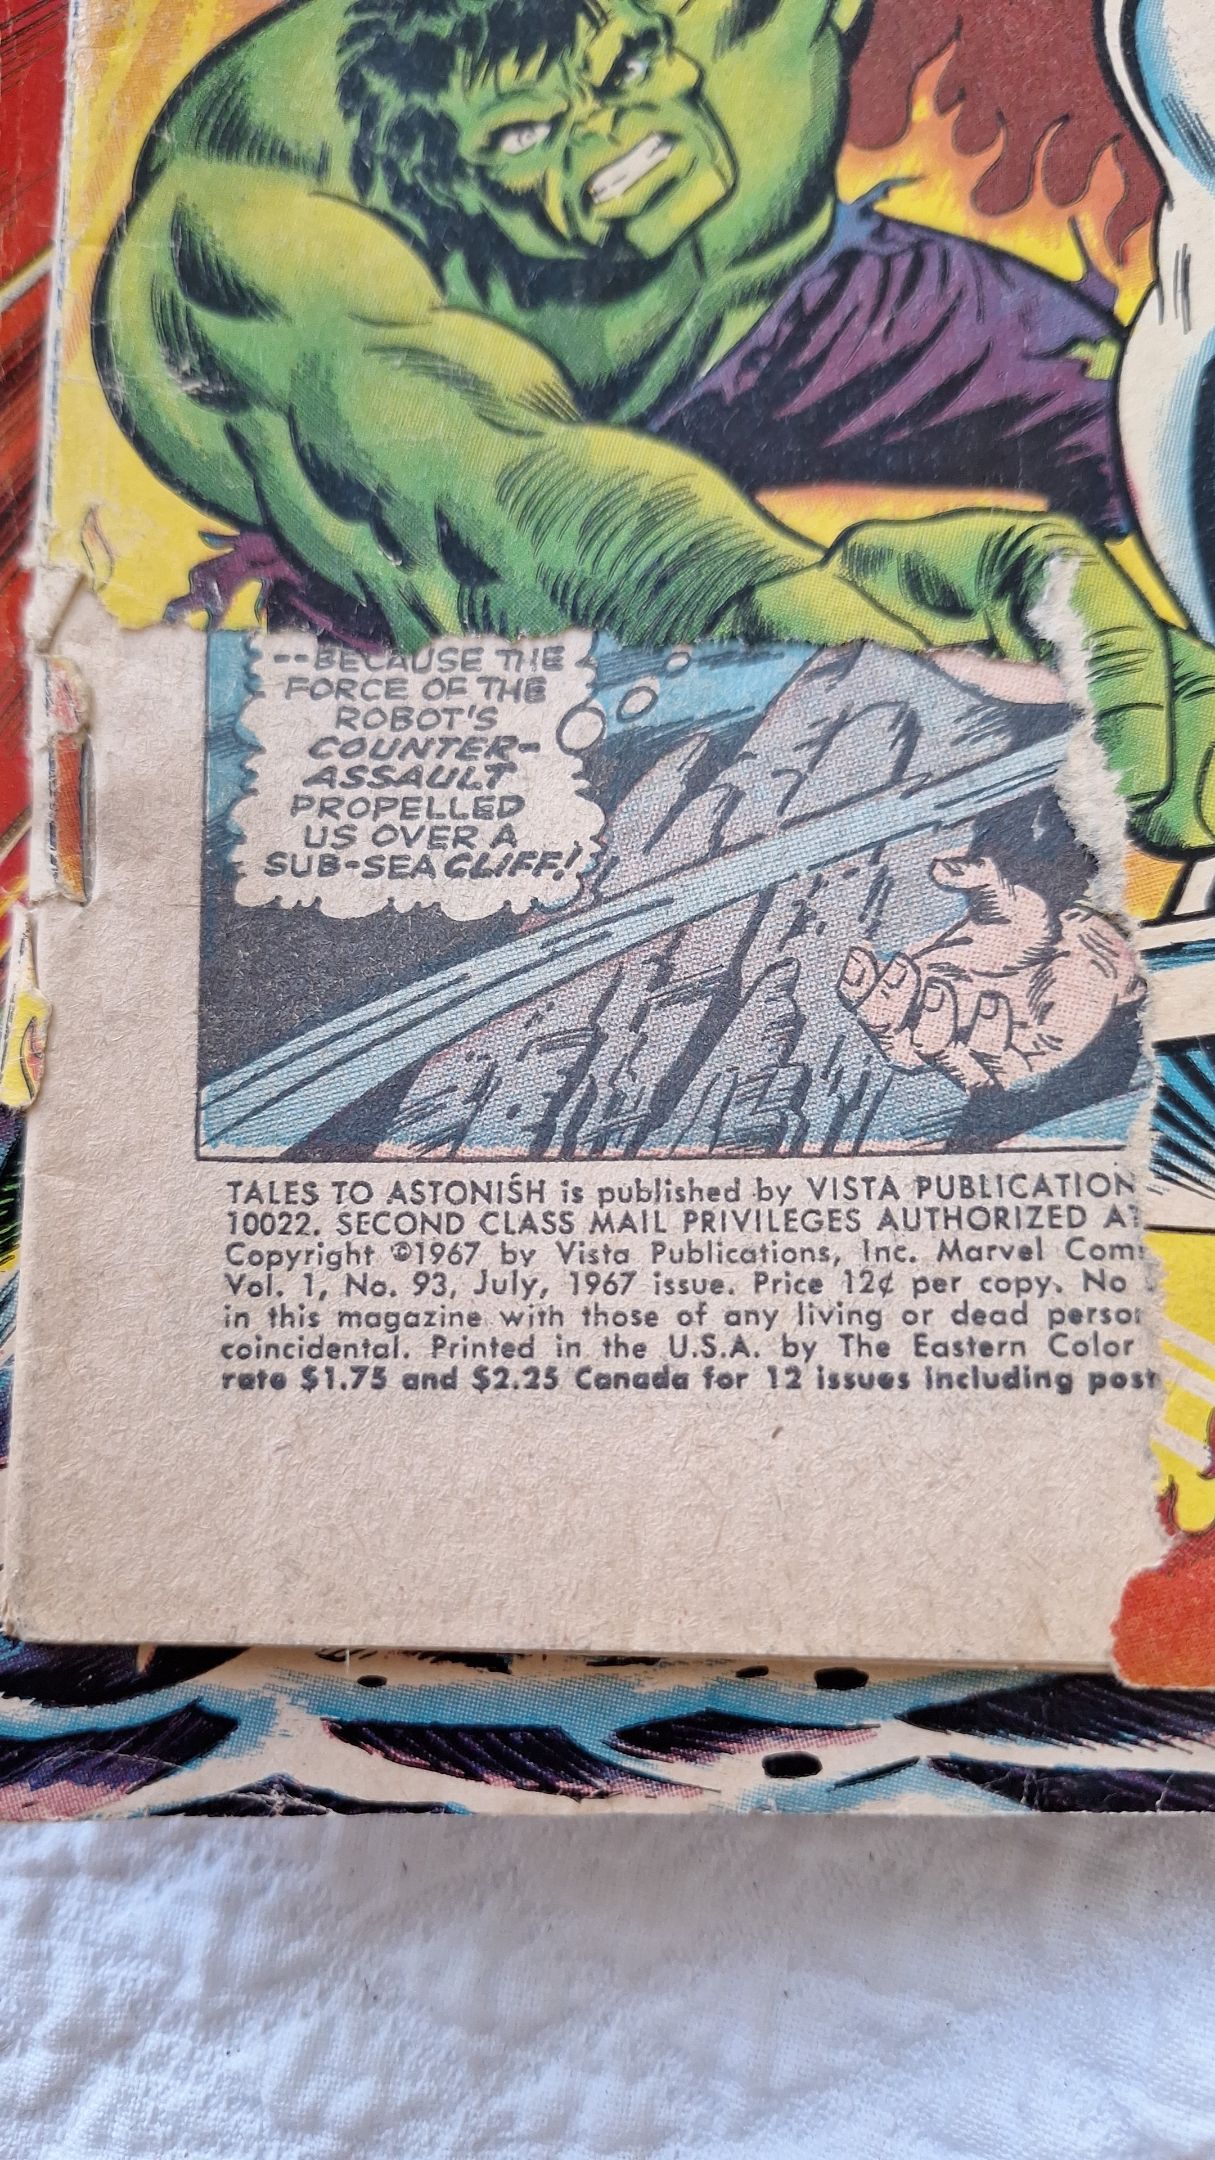 --BECAUSE THE
FORCE OF THE
ROBOT'S
COUNTER-
ASSAULT
PROPELLED
US OVER A
SUB-SEA CLIFF!
TALES TO ASTONISH is published by VISTA PUBLICATION
10022. SECOND CLASS MAIL PRIVILEGES AUTHORIZED AT
Copyright ©1967 by Vista Publications, Inc. Marvel Com
Vol. 1, No. 93, July, 1967 issue. Price 12¢ per copy. No
in this magazine with those of any living or dead person
coincidental. Printed in the U.S.A. by The Eastern Color
rate $1.75 and $2.25 Canada for 12 issues including post